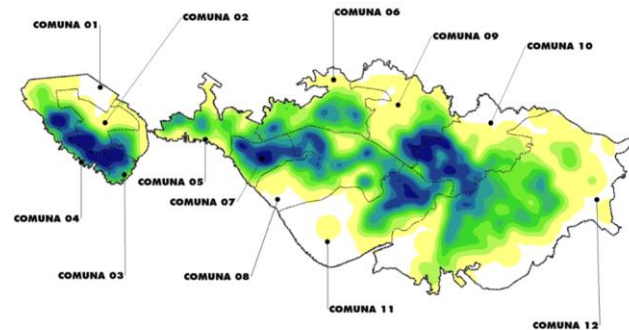 COMUNA 01
COMUNA 02
COMUNA 06
COMUNA 09
COMUNA 10
COMUNA 04
COMUNA 05
COMUNA 07
COMUNA 03
COMUNA 08
COMUNA 11
COMUNA 12